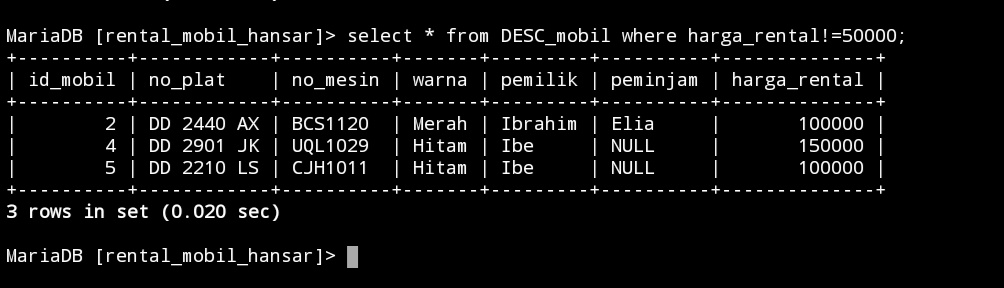 MariaDB [rental_mobil_hansar]> select * from DESC_mobil where harga_rental!=50000;
+----------+------------+----------+-------+---------+----------+--------------+
| id_mobil | no_plat    | no_mesin | warna | pemilik | peminjam | harga_rental |
+----------+------------+----------+-------+---------+----------+--------------+
|        2 | DD 2440 AX | BCS1120  | Merah | Ibrahim | Elia     |       100000 |
|        4 | DD 2901 JK | UQL1029  | Hitam | Ibe     | NULL     |       150000 |
|        5 | DD 2210 LS | CJH1011  | Hitam | Ibe     | NULL     |       100000 |
+----------+------------+----------+-------+---------+----------+--------------+
3 rows in set (0.020 sec)
MariaDB [rental_mobil_hansar]>